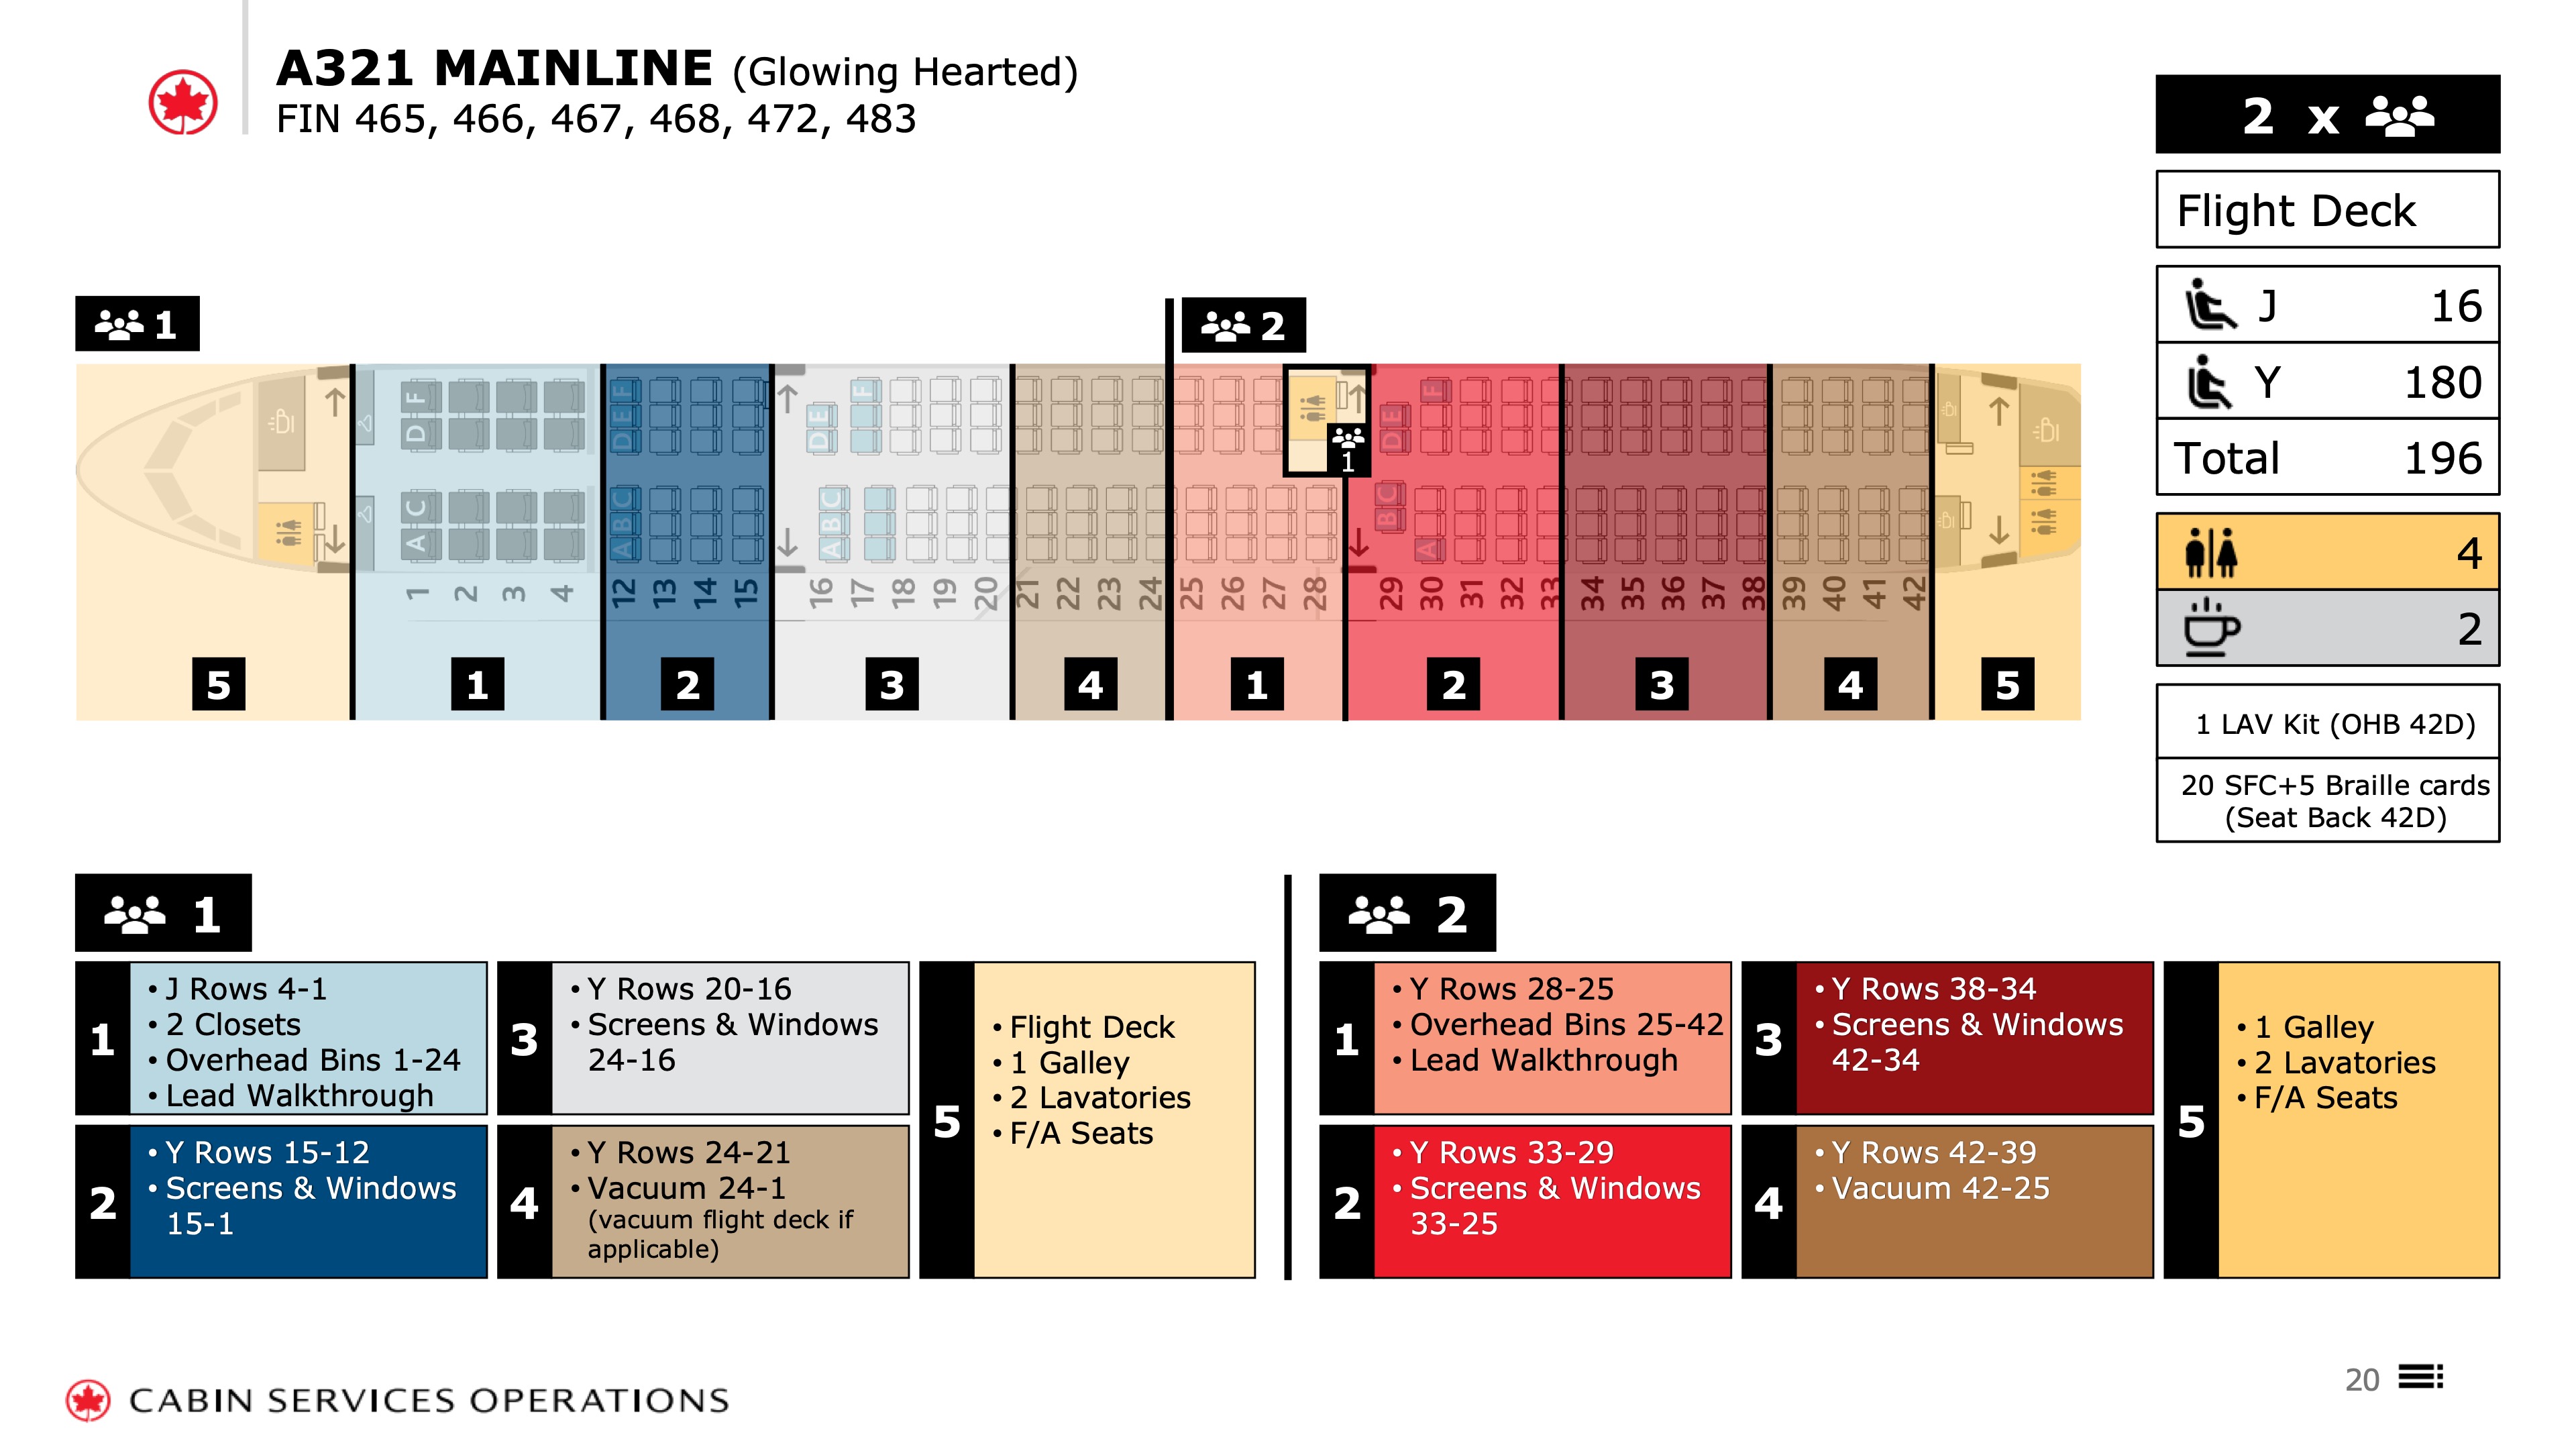 A321 MAINLINE (Glowing Hearted)
FIN 465, 466, 467, 468, 472, 483
2 x
Flight Deck
J 16
Y 180
Total 196
4
2
1 LAV Kit (OHB 42D)
20 SFC+5 Braille cards
(Seat Back 42D)
1
2
F F DEF DE F DE F
D
1
C C ABC ABC BC A
A
1 2 3 4 12 13 14 15 16 17 18 19 20 21 22 23 24 25 26 27 28 29 30 31 32 33 34 35 36 37 38 39 40 41 42
5 1 2 3 4 1 2 3 4 5
1
1
• J Rows 4-1
• 2 Closets
• Overhead Bins 1-24
• Lead Walkthrough
2
• Y Rows 15-12
• Screens & Windows
15-1
3
• Y Rows 20-16
• Screens & Windows
24-16
4
• Y Rows 24-21
• Vacuum 24-1
(vacuum flight deck if
applicable)
5
• Flight Deck
• 1 Galley
• 2 Lavatories
• F/A Seats
2
1
• Y Rows 28-25
• Overhead Bins 25-42
• Lead Walkthrough
2
• Y Rows 33-29
• Screens & Windows
33-25
3
• Y Rows 38-34
• Screens & Windows
42-34
4
• Y Rows 42-39
• Vacuum 42-25
5
• 1 Galley
• 2 Lavatories
• F/A Seats
CABIN SERVICES OPERATIONS
20